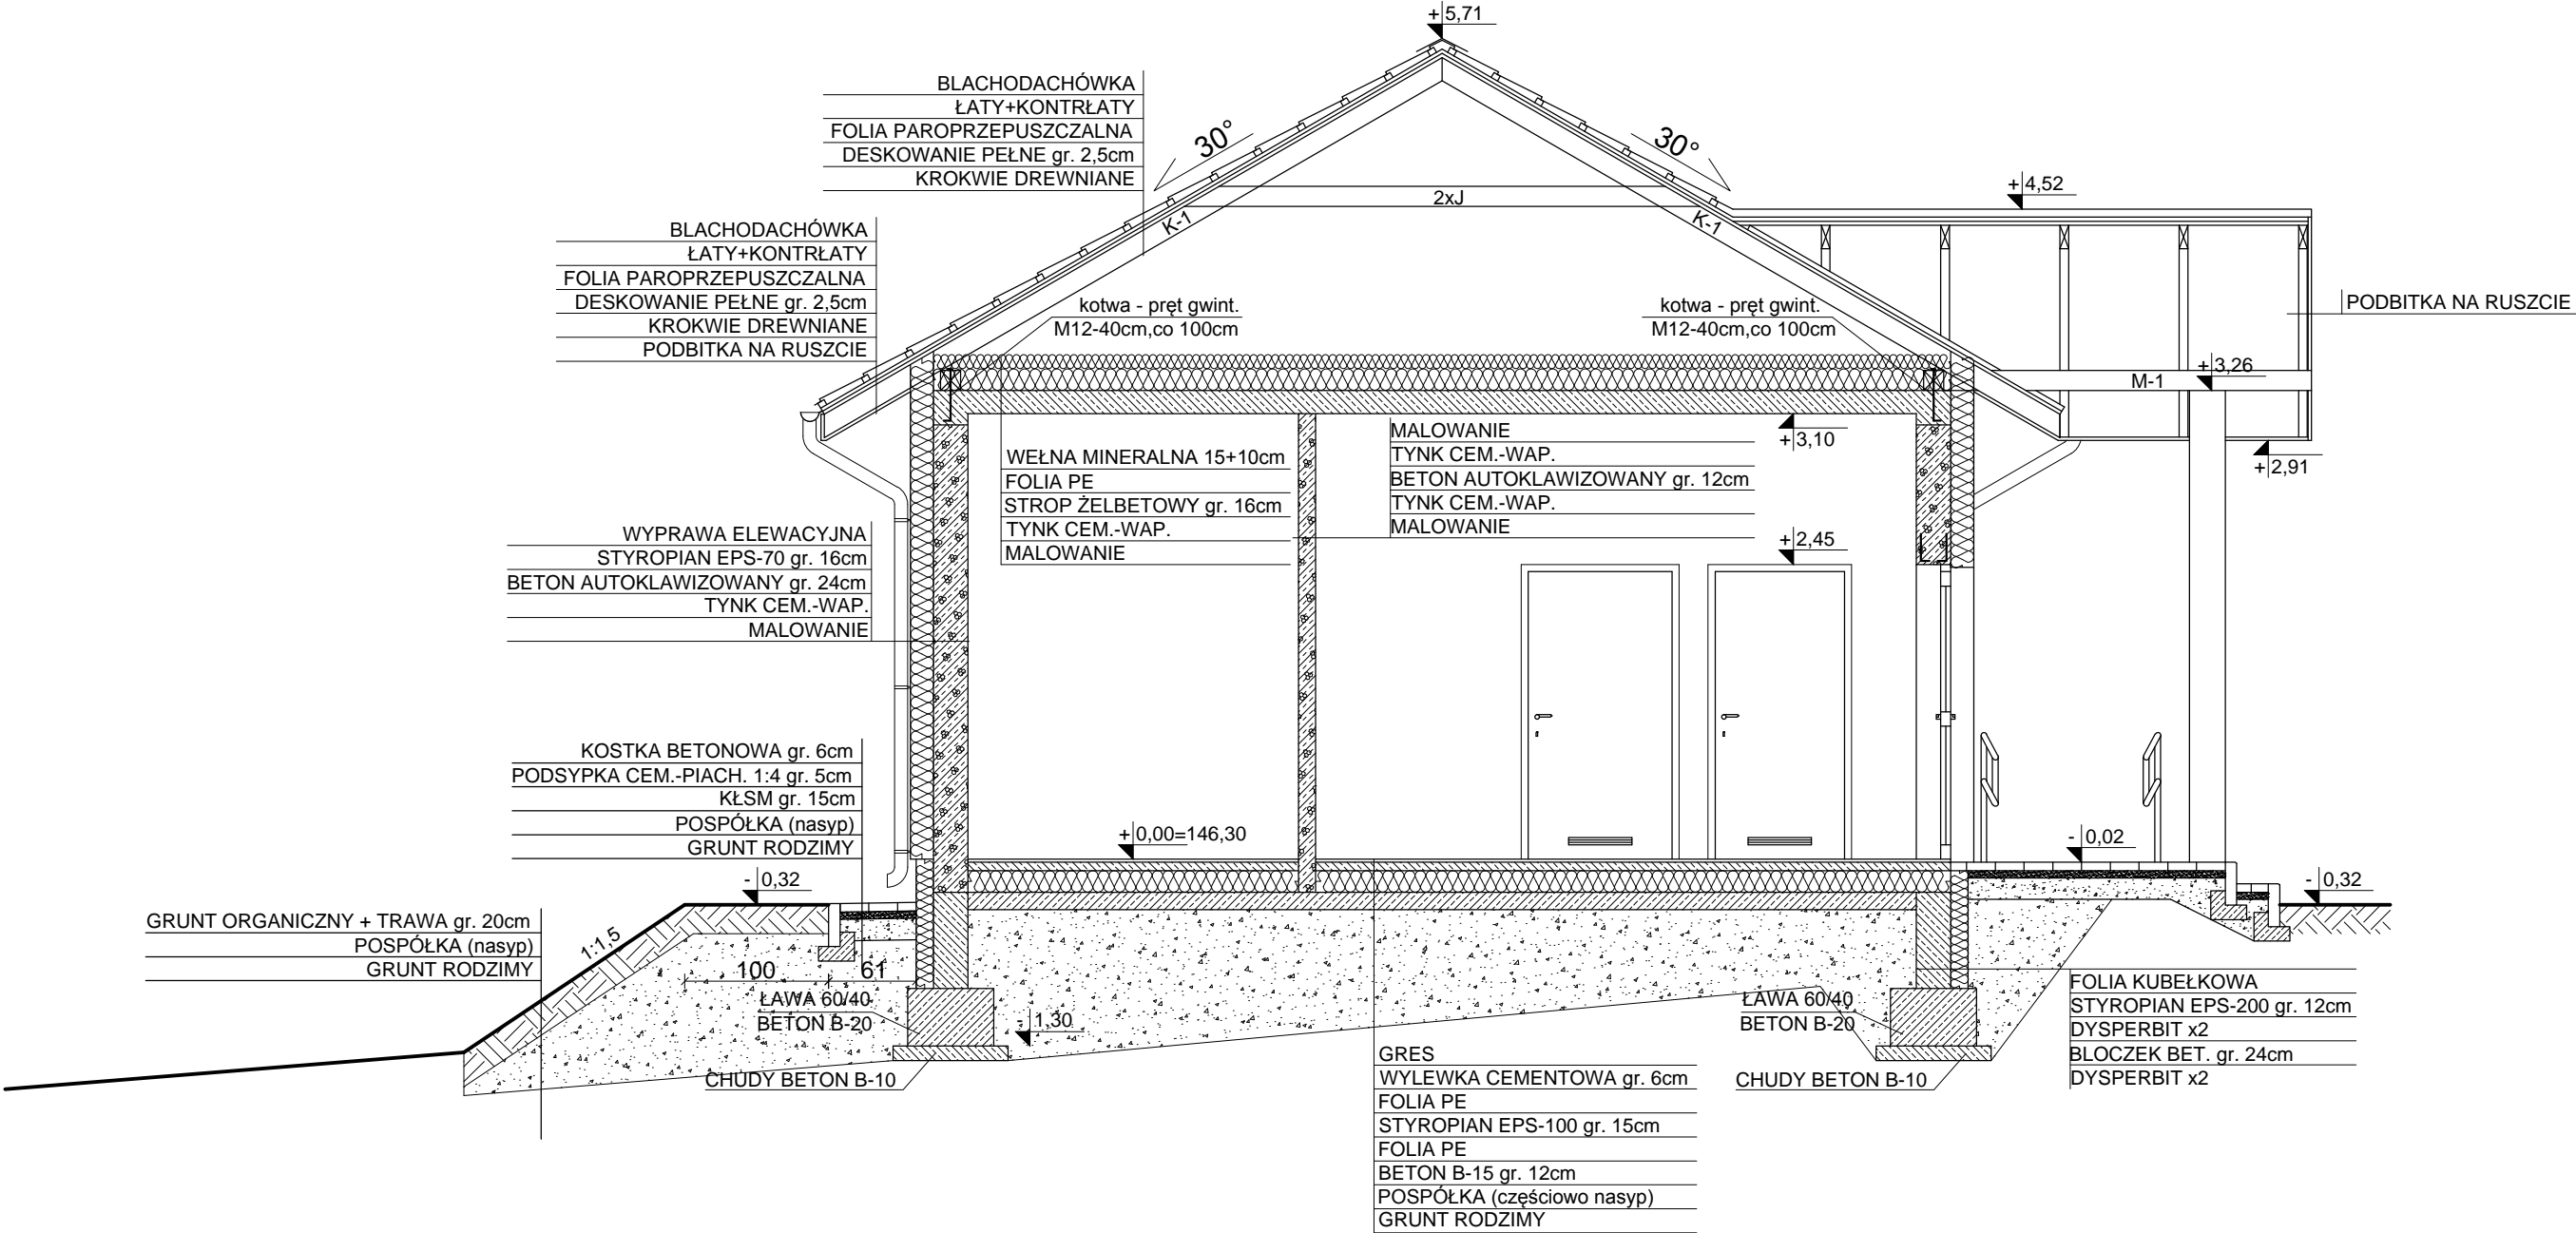 +5,71
BLACHODACHÓWKA
ŁATY+KONTRŁATY
FOLIA PAROPRZEPUSZCZALNA
DESKOWANIE PEŁNE gr. 2,5cm
KROKWIE DREWNIANE
30°
30°
2xJ
K-1
K-1
+4,52
BLACHODACHÓWKA
ŁATY+KONTRŁATY
FOLIA PAROPRZEPUSZCZALNA
DESKOWANIE PEŁNE gr. 2,5cm
KROKWIE DREWNIANE
PODBITKA NA RUSZCIE
kotwa - pręt gwint.
M12-40cm,co 100cm
kotwa - pręt gwint.
M12-40cm,co 100cm
PODBITKA NA RUSZCIE
+3,26
M-1
+3,10
+2,91
WEŁNA MINERALNA 15+10cm
FOLIA PE
STROP ŻELBETOWY gr. 16cm
TYNK CEM.-WAP.
MALOWANIE
MALOWANIE
TYNK CEM.-WAP.
BETON AUTOKLAWIZOWANY gr. 12cm
TYNK CEM.-WAP.
MALOWANIE
+2,45
WYPRAWA ELEWACYJNA
STYROPIAN EPS-70 gr. 16cm
BETON AUTOKLAWIZOWANY gr. 24cm
TYNK CEM.-WAP.
MALOWANIE
KOSTKA BETONOWA gr. 6cm
PODSYPKA CEM.-PIACH. 1:4 gr. 5cm
KŁSM gr. 15cm
POSPÓŁKA (nasyp)
GRUNT RODZIMY
+0,00=146,30
- 0,02
- 0,32
- 0,32
GRUNT ORGANICZNY + TRAWA gr. 20cm
POSPÓŁKA (nasyp)
GRUNT RODZIMY
1:1,5
100
61
ŁAWA 60/40
BETON B-20
- 1,30
CHUDY BETON B-10
ŁAWA 60/40
BETON B-20
CHUDY BETON B-10
FOLIA KUBEŁKOWA
STYROPIAN EPS-200 gr. 12cm
DYSPERBIT x2
BLOCZEK BET. gr. 24cm
DYSPERBIT x2
GRES
WYLEWKA CEMENTOWA gr. 6cm
FOLIA PE
STYROPIAN EPS-100 gr. 15cm
FOLIA PE
BETON B-15 gr. 12cm
POSPÓŁKA (częściowo nasyp)
GRUNT RODZIMY